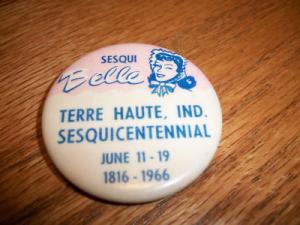 SESQUI
Belle
TERRE HAUTE, IND.
SESQUICENTENNIAL
JUNE 11-19
1816-1966